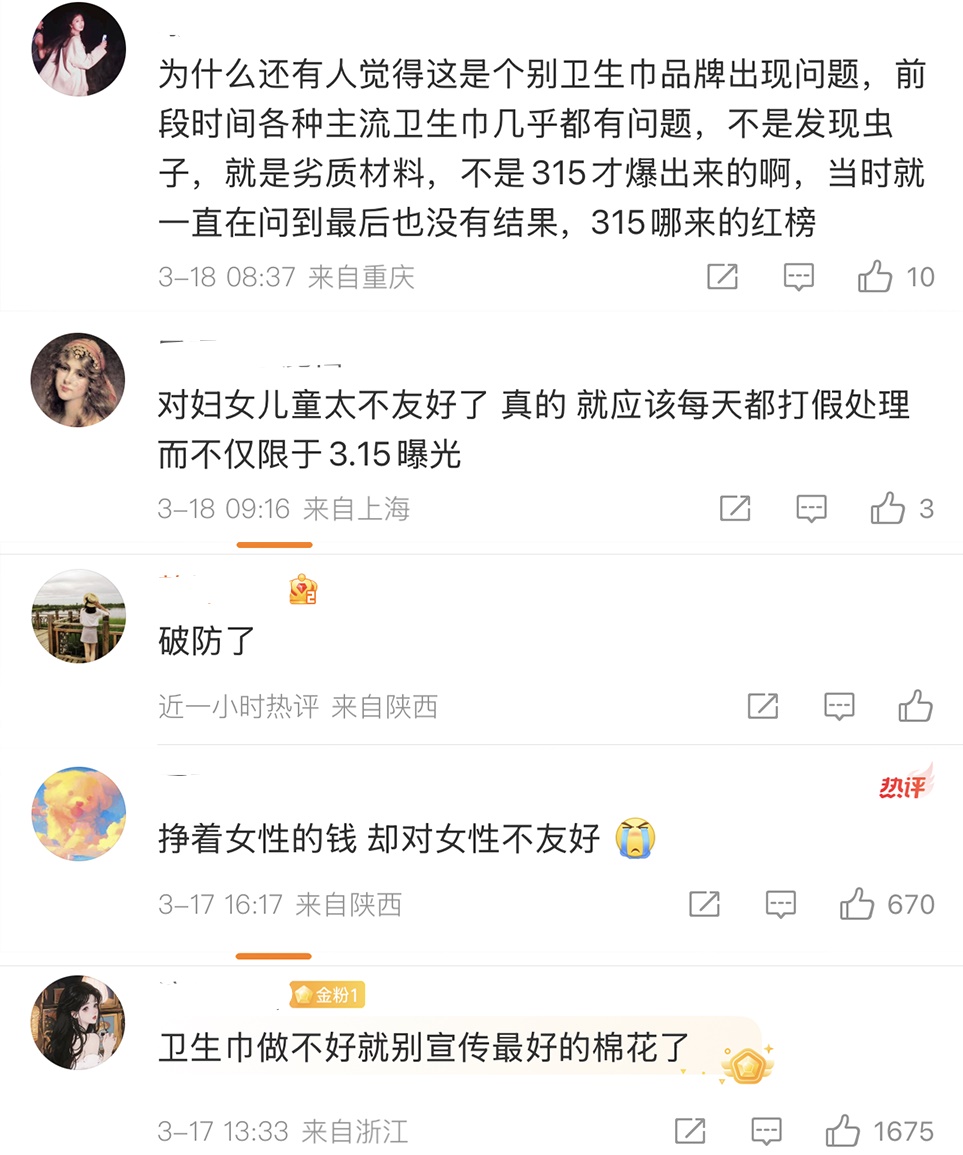 为什么还有人觉得这是个别卫生巾品牌出现问题，前
段时间各种主流卫生巾几乎都有问题，不是发现虫
子，就是劣质材料，不是315才爆出来的啊，当时就
一直在问到最后也没有结果，315哪来的红榜
3-18 08:37 来自重庆 10
对妇女儿童太不友好了 真的 就应该每天都打假处理
而不仅限于3.15曝光
3-18 09:16 来自上海 3
2
破防了
近一小时热评 来自陕西
热评
挣着女性的钱 却对女性不友好
3-17 16:17 来自陕西 670
金粉1
卫生巾做不好就别宣传最好的棉花了
3-17 13:33 来自浙江 1675